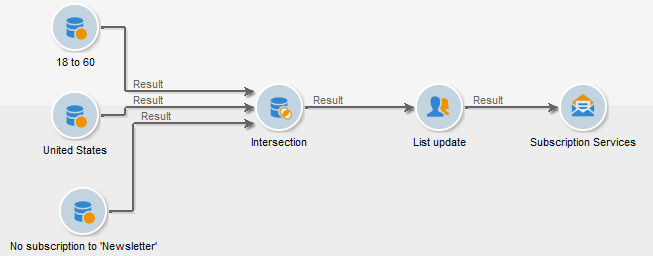 18 to 60
Result
Result
United States
Result
Intersection
Result
List update
Result
Subscription Services
No subscription to 'Newsletter'